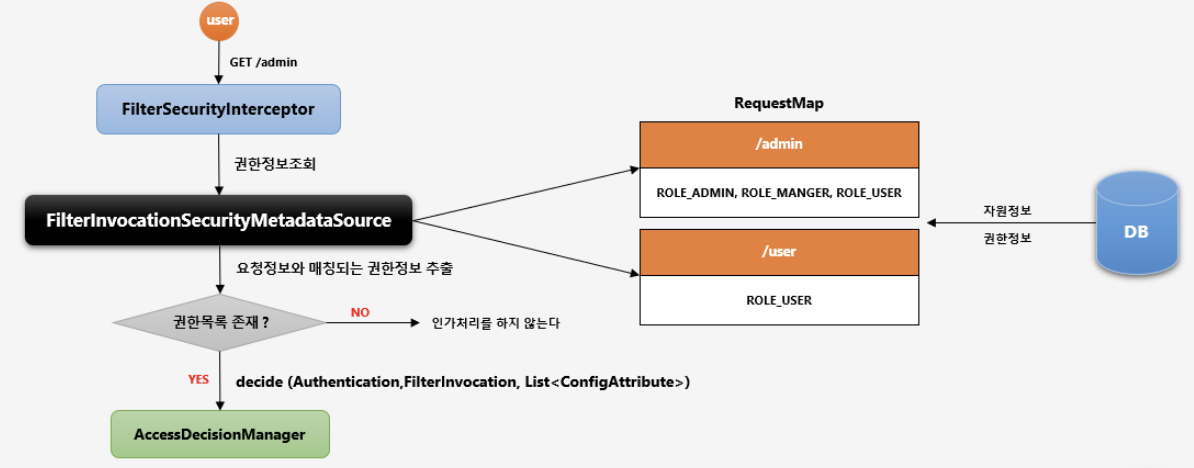 user
GET /admin
FilterSecurityInterceptor
권한정보조회
FilterInvocationSecurityMetadataSource
요청정보와 매칭되는 권한정보 추출
권한목록 존재 ?
NO
인가처리를 하지 않는다
YES
decide (Authentication,FilterInvocation, List<ConfigAttribute>)
AccessDecisionManager
RequestMap
/admin
ROLE_ADMIN, ROLE_MANGER, ROLE_USER
/user
ROLE_USER
자원정보
권한정보
DB